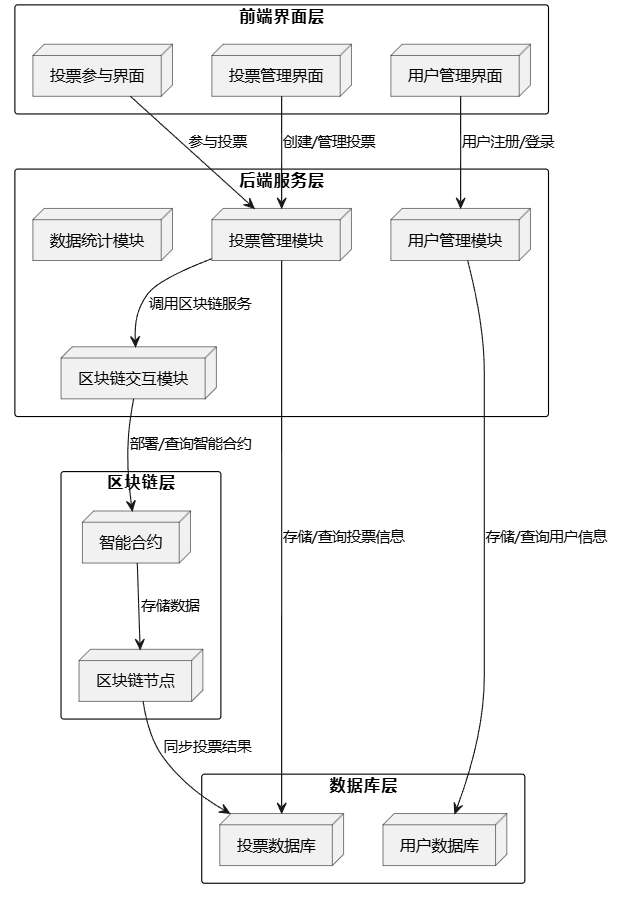 前端界面层
投票参与界面
投票管理界面
用户管理界面
参与投票
创建/管理投票
用户注册/登录
后端服务层
数据统计模块
投票管理模块
用户管理模块
调用区块链服务
区块链交互模块
部署/查询智能合约
区块链层
智能合约
存储/查询投票信息
存储/查询用户信息
存储数据
区块链节点
同步投票结果
数据库层
投票数据库
用户数据库